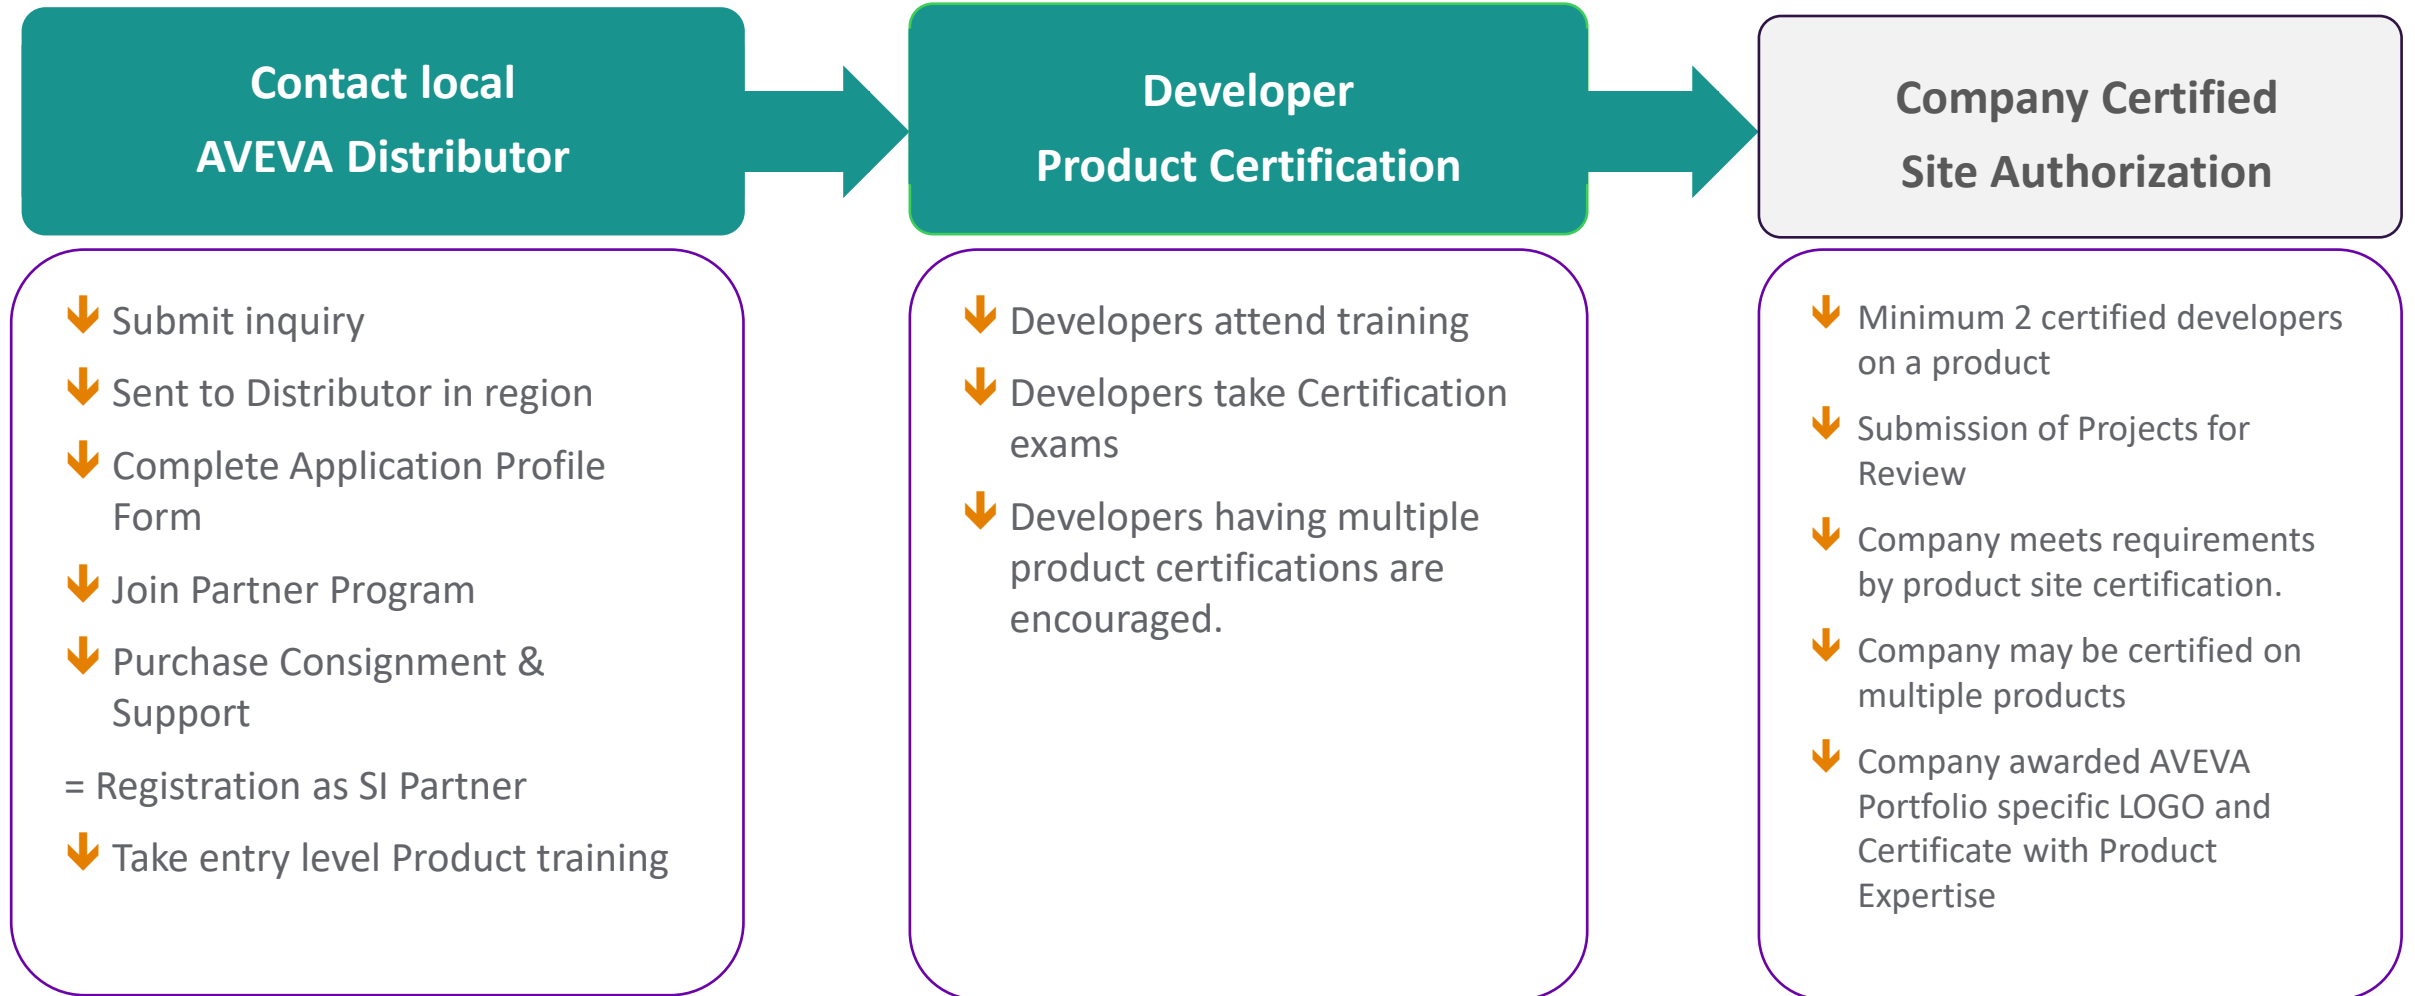 Contact local
AVEVA Distributor
Submit inquiry
Sent to Distributor in region
Complete Application Profile
Form
Join Partner Program
Purchase Consignment &
Support
= Registration as SI Partner
Take entry level Product training
Developer
Product Certification
Developers attend training
Developers take Certification
exams
Developers having multiple
product certifications are
encouraged.
Company Certified
Site Authorization
Minimum 2 certified developers
on a product
Submission of Projects for
Review
Company meets requirements
by product site certification.
Company may be certified on
multiple products
Company awarded AVEVA
Portfolio specific LOGO and
Certificate with Product
Expertise